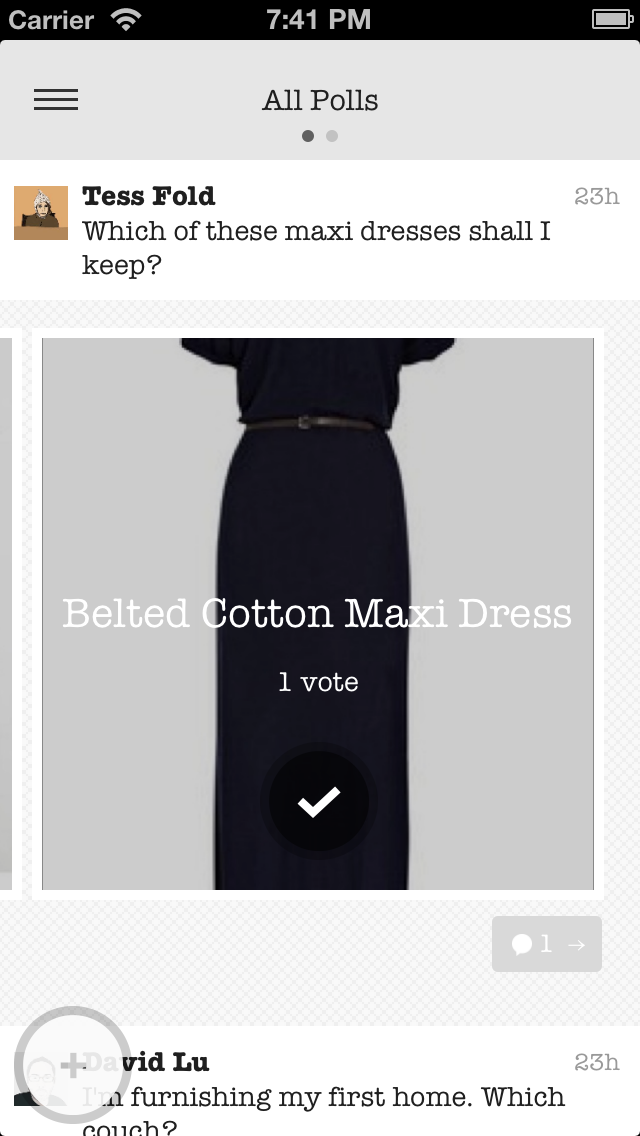 Carrier 7:41 PM
All Polls
Tess Fold 23h
Which of these maxi dresses shall I
keep?
Belted Cotton Maxi Dress
1 vote
1 →
David Lu 23h
I'm furnishing my first home. Which
couch?